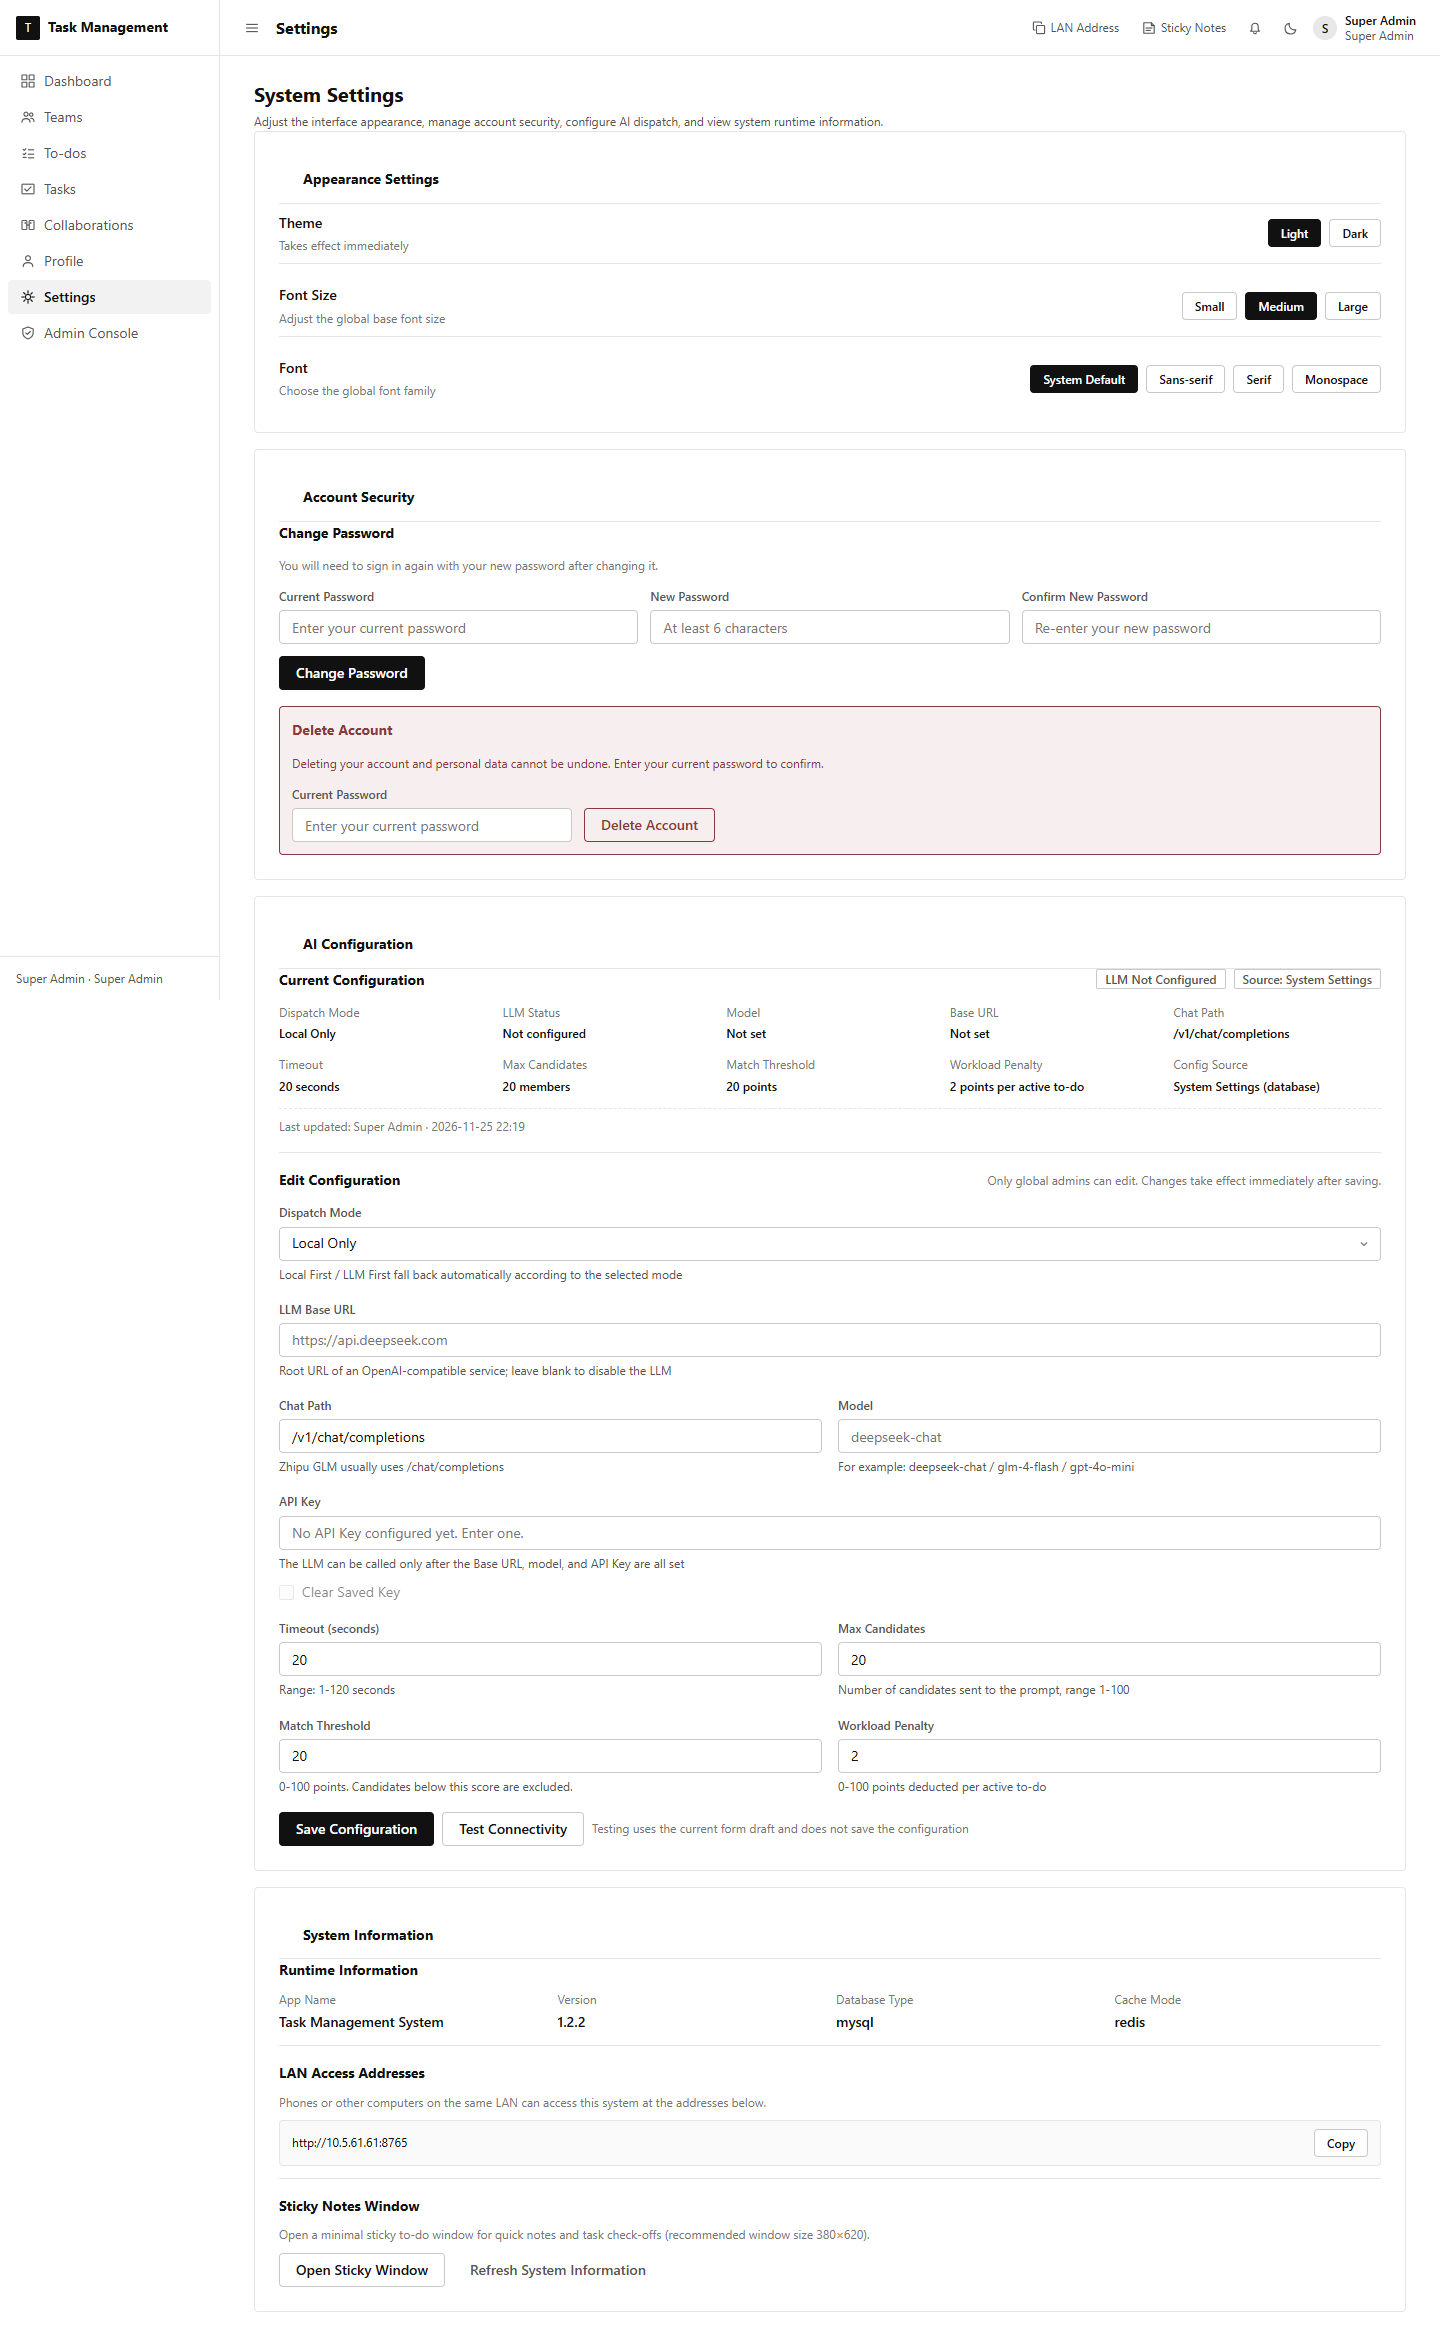 T Task Management
Settings
LAN Address
Sticky Notes
S
Super Admin
Super Admin
Dashboard
Teams
To-dos
Tasks
Collaborations
Profile
Settings
Admin Console
Super Admin · Super Admin
System Settings
Adjust the interface appearance, manage account security, configure AI dispatch, and view system runtime information.
Appearance Settings
Theme
Takes effect immediately
Light Dark
Font Size
Adjust the global base font size
Small Medium Large
Font
Choose the global font family
System Default Sans-serif Serif Monospace
Account Security
Change Password
You will need to sign in again with your new password after changing it.
Current Password New Password Confirm New Password
Enter your current password At least 6 characters Re-enter your new password
Change Password
Delete Account
Deleting your account and personal data cannot be undone. Enter your current password to confirm.
Current Password
Enter your current password Delete Account
AI Configuration
Current Configuration LLM Not Configured Source: System Settings
Dispatch Mode LLM Status Model Base URL Chat Path
Local Only Not configured Not set Not set /v1/chat/completions
Timeout Max Candidates Match Threshold Workload Penalty Config Source
20 seconds 20 members 20 points 2 points per active to-do System Settings (database)
Last updated: Super Admin · 2026-11-25 22:19
Edit Configuration Only global admins can edit. Changes take effect immediately after saving.
Dispatch Mode
Local Only
Local First / LLM First fall back automatically according to the selected mode
LLM Base URL
https://api.deepseek.com
Root URL of an OpenAI-compatible service; leave blank to disable the LLM
Chat Path Model
/v1/chat/completions deepseek-chat
Zhipu GLM usually uses /chat/completions For example: deepseek-chat / glm-4-flash / gpt-4o-mini
API Key
No API Key configured yet. Enter one.
The LLM can be called only after the Base URL, model, and API Key are all set
Clear Saved Key
Timeout (seconds) Max Candidates
20 20
Range: 1-120 seconds Number of candidates sent to the prompt, range 1-100
Match Threshold Workload Penalty
20 2
0-100 points. Candidates below this score are excluded. 0-100 points deducted per active to-do
Save Configuration Test Connectivity Testing uses the current form draft and does not save the configuration
System Information
Runtime Information
App Name Version Database Type Cache Mode
Task Management System 1.2.2 mysql redis
LAN Access Addresses
Phones or other computers on the same LAN can access this system at the addresses below.
http://10.5.61.61:8765 Copy
Sticky Notes Window
Open a minimal sticky to-do window for quick notes and task check-offs (recommended window size 380×620).
Open Sticky Window Refresh System Information